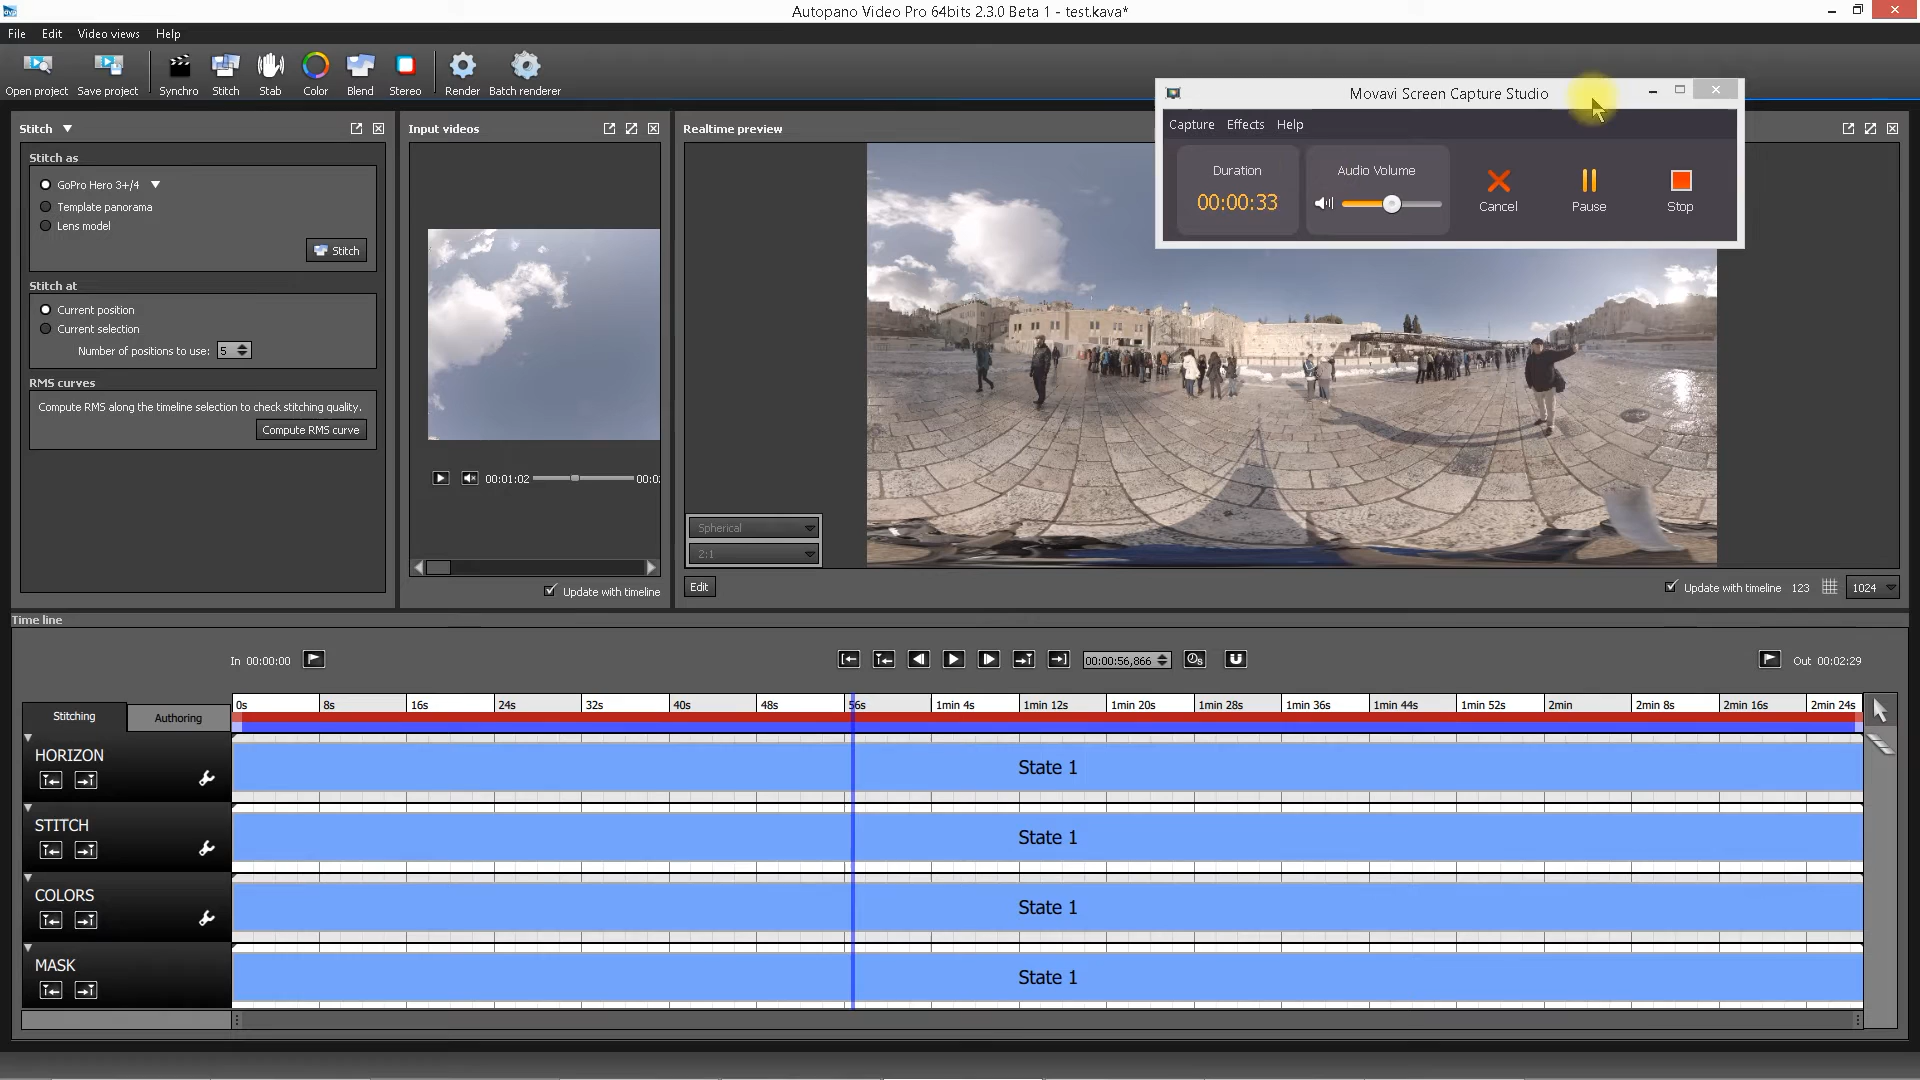 Autopano Video Pro 64bits 2.3.0 Beta 1 - test.kava*
File Edit Video views Help
Open project Save project Synchro Stitch Stab Color Blend Stereo Render Batch renderer
Movavi Screen Capture Studio
Capture Effects Help
Duration
00:00:33
Audio Volume
Cancel
Pause
Stop
Stitch
Stitch as
GoPro Hero 3+/4
Template panorama
Lens model
Stitch
Stitch at
Current position
Current selection
Number of positions to use: 5
RMS curves
Compute RMS along the timeline selection to check stitching quality.
Compute RMS curve
Input videos
00:01:02
Update with timeline
Realtime preview
Spherical
2:1
Edit
Update with timeline 123 1024
Time line
In 00:00:00
00:00:56,866
Out 00:02:29
Stitching Authoring
0s 8s 16s 24s 32s 40s 48s 56s 1min 4s 1min 12s 1min 20s 1min 28s 1min 36s 1min 44s 1min 52s 2min 2min 8s 2min 16s 2min 24s
HORIZON
State 1
STITCH
State 1
COLORS
State 1
MASK
State 1